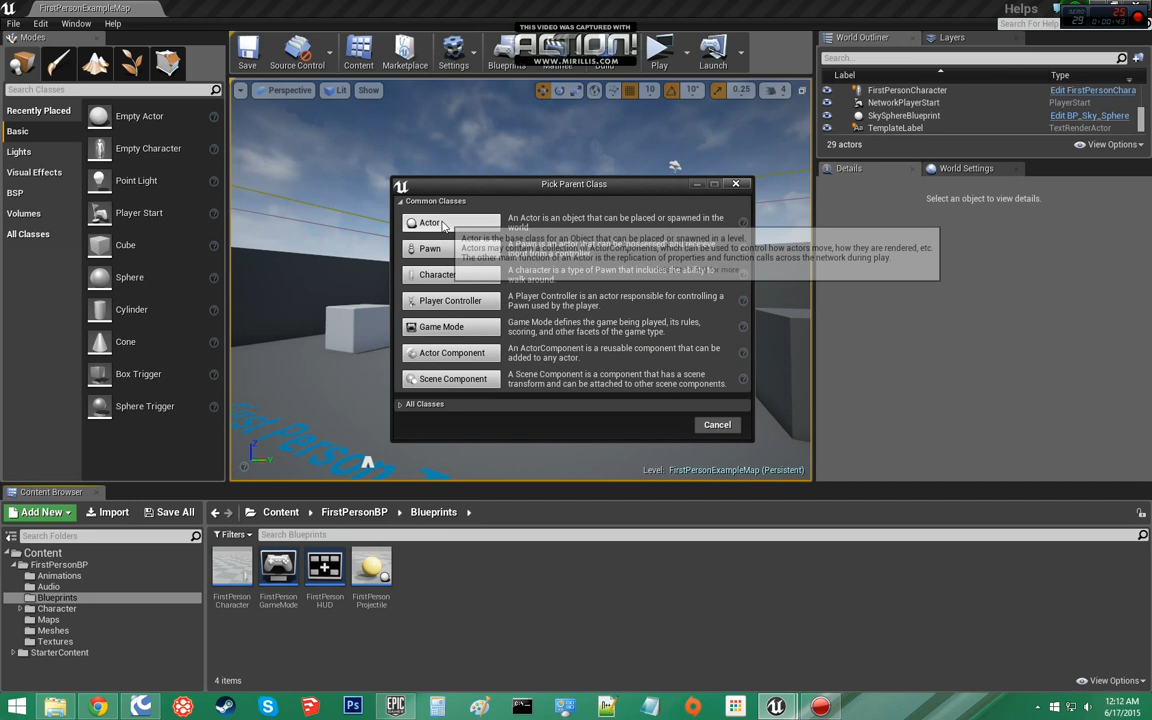 FirstPersonExampleMap
Helps
File Edit Window Help
Search For Help
29 0:00:43
25
THIS VIDEO WAS CAPTURED WITH
ACTION!
WWW.MIRILLIS.COM
Modes
Search Classes
Recently Placed
Basic
Lights
Visual Effects
BSP
Volumes
All Classes
Empty Actor
Empty Character
Point Light
Player Start
Cube
Sphere
Cylinder
Cone
Box Trigger
Sphere Trigger
Save Source Control Content Marketplace Settings Blueprints Play Launch
Perspective Lit Show 10 10° 0.25 4
Pick Parent Class
Common Classes
Actor
An Actor is an object that can be placed or spawned in the
world.
Actor is the base class for an Object that can be placed or spawned in a level.
Actors may contain a collection of ActorComponents, which can be used to control how actors move, how they are rendered, etc.
The other main function of an Actor is the replication of properties and function calls across the network during play.
Pawn
Character
A character is a type of Pawn that includes the ability to
walk around.
Player Controller
A Player Controller is an actor responsible for controlling a
Pawn used by the player.
Game Mode
Game Mode defines the game being played, its rules,
scoring, and other facets of the game type.
Actor Component
An ActorComponent is a reusable component that can be
added to any actor.
Scene Component
A Scene Component is a component that has a scene
transform and can be attached to other scene components.
All Classes
Cancel
Level: FirstPersonExampleMap (Persistent)
World Outliner Layers
Search...
Label Type
FirstPersonCharacter Edit FirstPersonChara
NetworkPlayerStart PlayerStart
SkySphereBlueprint Edit BP_Sky_Sphere
TemplateLabel TextRenderActor
29 actors View Options
Details World Settings
Select an object to view details.
Content Browser
Add New Import Save All Content FirstPersonBP Blueprints
Search Folders
Filters Search Blueprints
Content
FirstPersonBP
Animations
Audio
Blueprints
Character
Maps
Meshes
Textures
StarterContent
FirstPerson
Character
FirstPerson
GameMode
FirstPerson
HUD
FirstPerson
Projectile
4 items View Options
EPIC
12:12 AM
6/17/2015